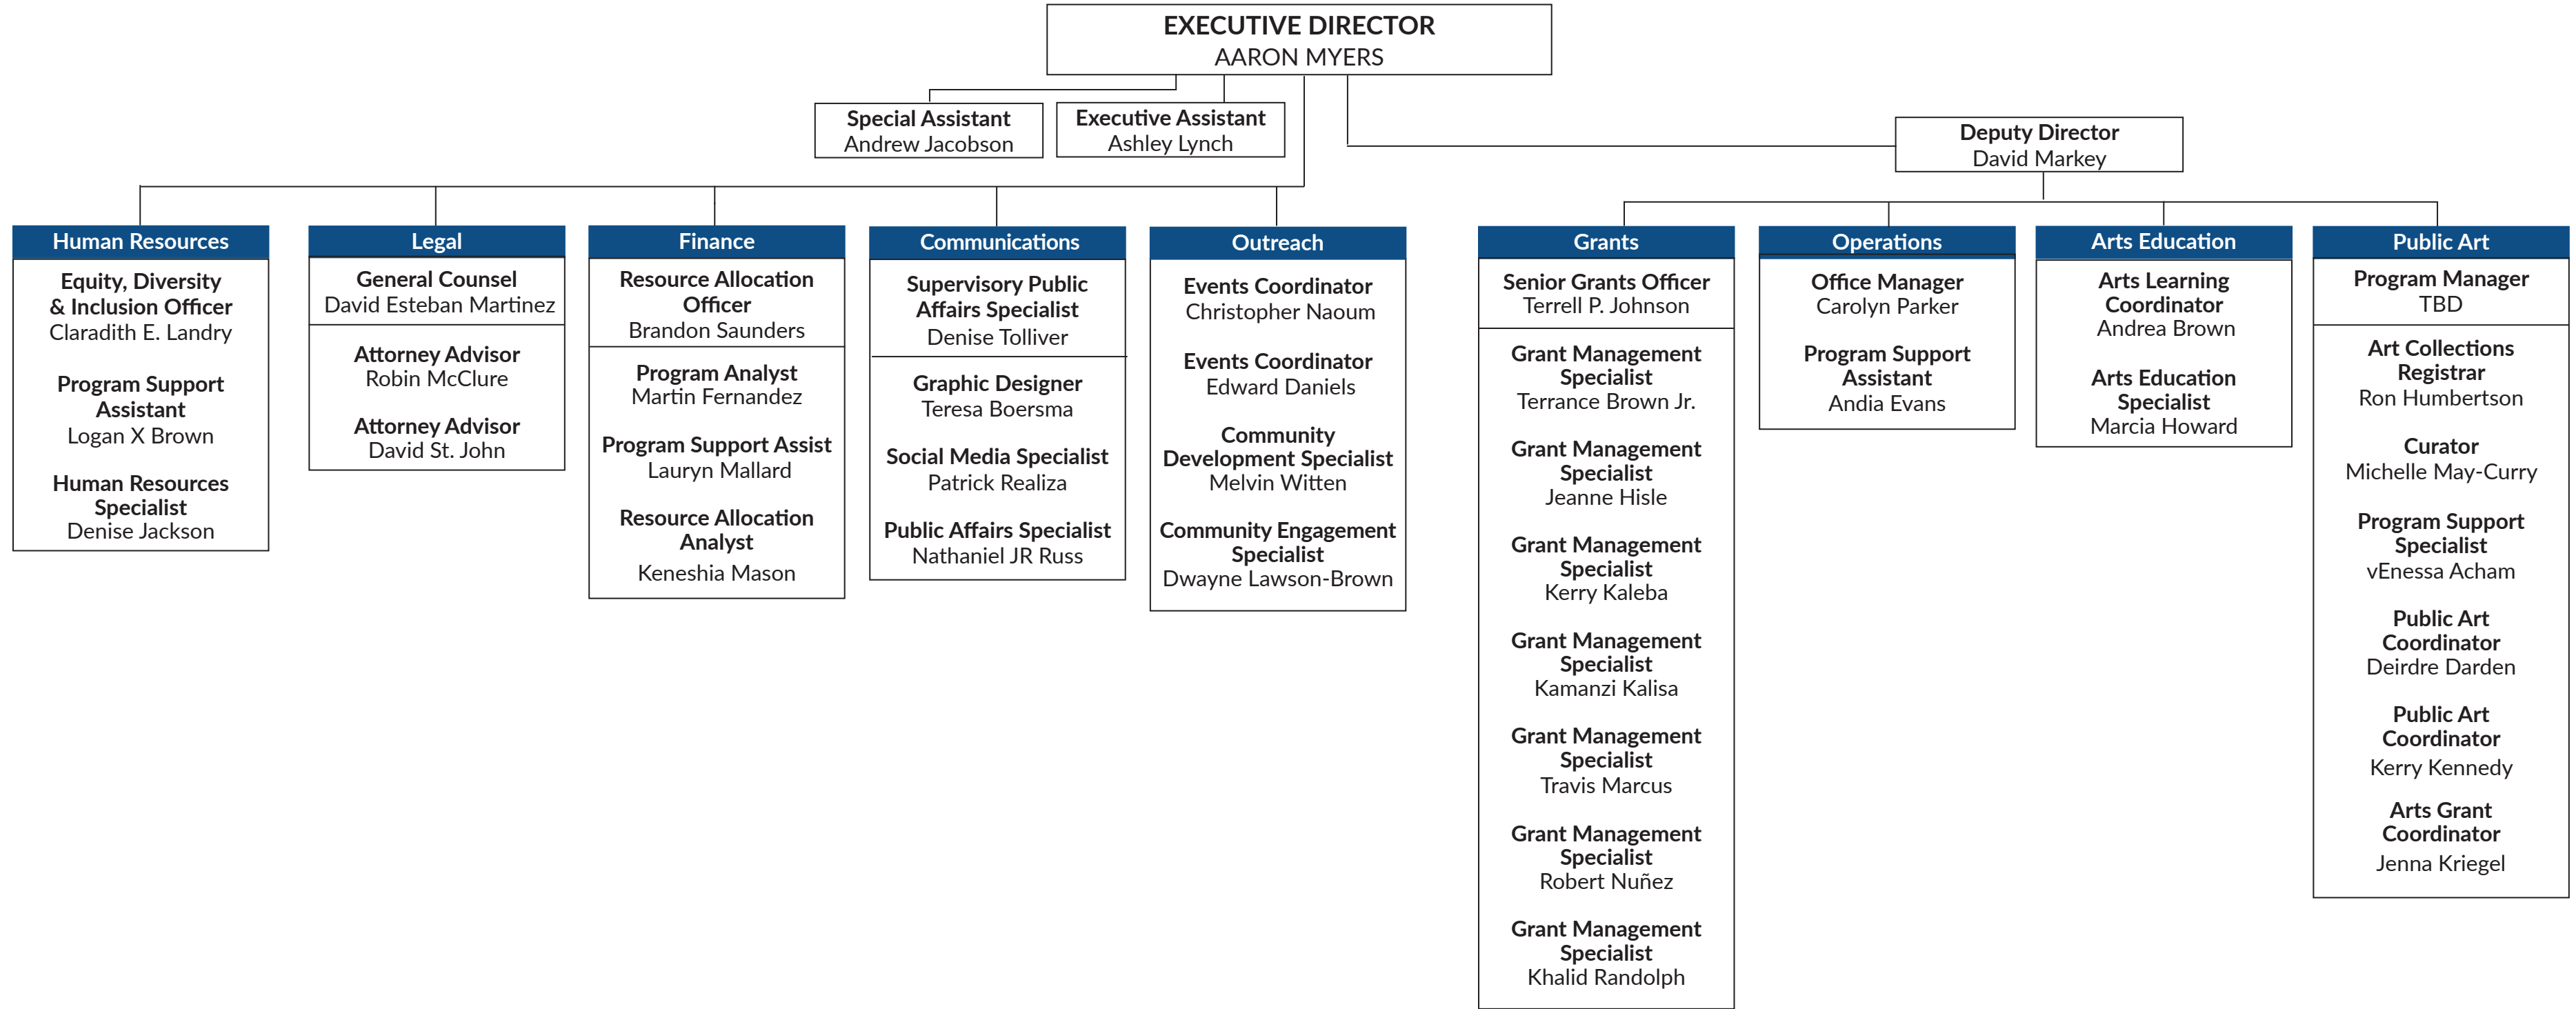 EXECUTIVE DIRECTOR
AARON MYERS
Special Assistant
Andrew Jacobson
Executive Assistant
Ashley Lynch
Deputy Director
David Markey
Human Resources
Equity, Diversity
& Inclusion Officer
Claradith E. Landry
Program Support
Assistant
Logan X Brown
Human Resources
Specialist
Denise Jackson
Legal
General Counsel
David Esteban Martinez
Attorney Advisor
Robin McClure
Attorney Advisor
David St. John
Finance
Resource Allocation
Officer
Brandon Saunders
Program Analyst
Martin Fernandez
Program Support Assist
Lauryn Mallard
Resource Allocation
Analyst
Keneshia Mason
Communications
Supervisory Public
Affairs Specialist
Denise Tolliver
Graphic Designer
Teresa Boersma
Social Media Specialist
Patrick Realiza
Public Affairs Specialist
Nathaniel JR Russ
Outreach
Events Coordinator
Christopher Naoum
Events Coordinator
Edward Daniels
Community
Development Specialist
Melvin Witten
Community Engagement
Specialist
Dwayne Lawson-Brown
Grants
Senior Grants Officer
Terrell P. Johnson
Grant Management
Specialist
Terrance Brown Jr.
Grant Management
Specialist
Jeanne Hisle
Grant Management
Specialist
Kerry Kaleba
Grant Management
Specialist
Kamanzi Kalisa
Grant Management
Specialist
Travis Marcus
Grant Management
Specialist
Robert Nuñez
Grant Management
Specialist
Khalid Randolph
Operations
Office Manager
Carolyn Parker
Program Support
Assistant
Andia Evans
Arts Education
Arts Learning
Coordinator
Andrea Brown
Arts Education
Specialist
Marcia Howard
Public Art
Program Manager
TBD
Art Collections
Registrar
Ron Humbertson
Curator
Michelle May-Curry
Program Support
Specialist
vEnessa Acham
Public Art
Coordinator
Deirdre Darden
Public Art
Coordinator
Kerry Kennedy
Arts Grant
Coordinator
Jenna Kriegel